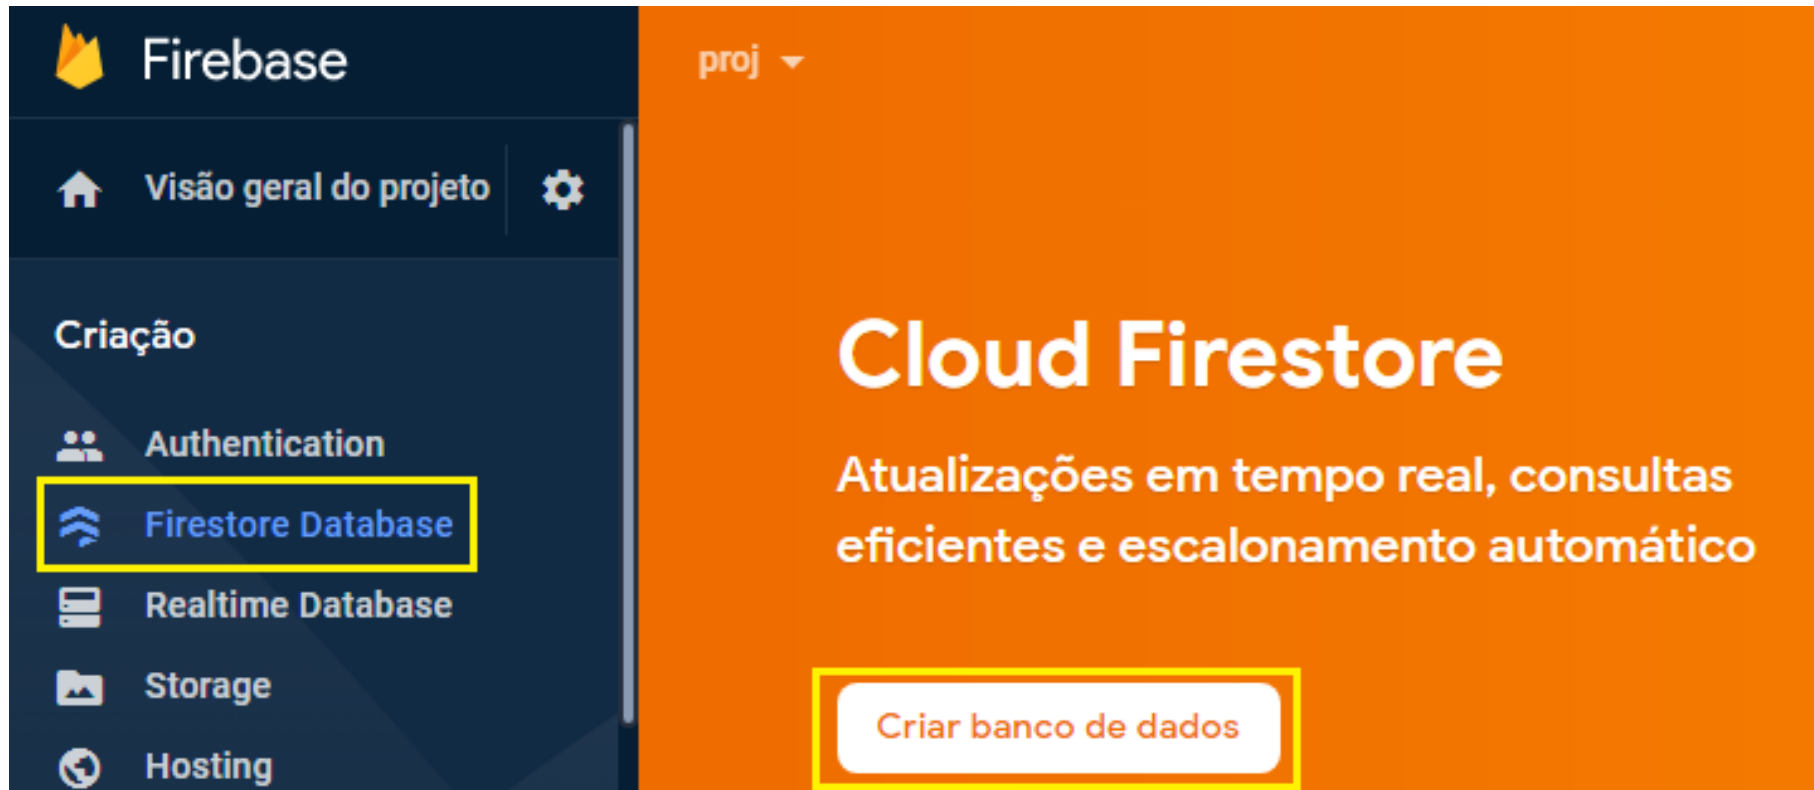 Firebase
Visão geral do projeto
Criação
Authentication
Firestore Database
Realtime Database
Storage
Hosting
proj
Cloud Firestore
Atualizações em tempo real, consultas
eficientes e escalonamento automático
Criar banco de dados